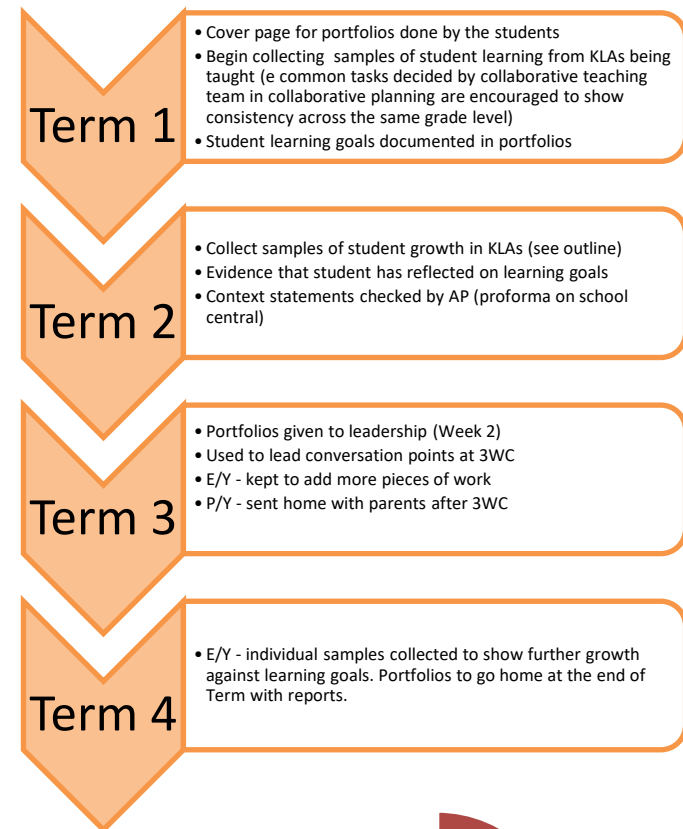 Term 1
• Cover page for portfolios done by the students
• Begin collecting samples of student learning from KLAs being
taught (e common tasks decided by collaborative teaching
team in collaborative planning are encouraged to show
consistency across the same grade level)
• Student learning goals documented in portfolios
Term 2
• Collect samples of student growth in KLAs (see outline)
• Evidence that student has reflected on learning goals
• Context statements checked by AP (proforma on school
central)
Term 3
• Portfolios given to leadership (Week 2)
• Used to lead conversation points at 3WC
• E/Y - kept to add more pieces of work
• P/Y - sent home with parents after 3WC
Term 4
• E/Y - individual samples collected to show further growth
against learning goals. Portfolios to go home at the end of
Term with reports.